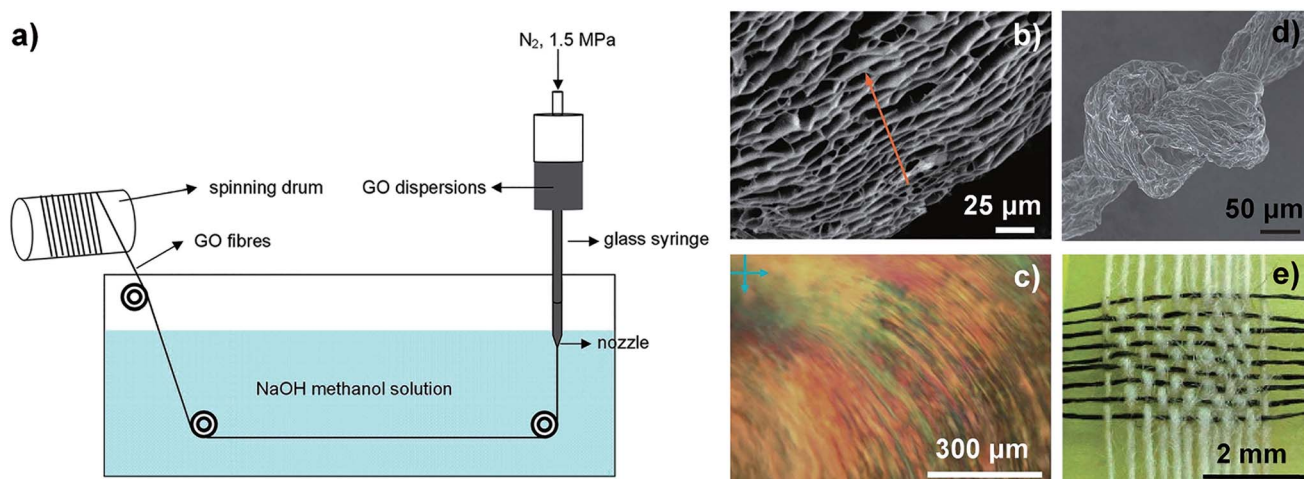 a)
N₂, 1.5 MPa
spinning drum
GO dispersions
GO fibres
glass syringe
nozzle
NaOH methanol solution
b)
25 µm
c)
300 µm
d)
50 µm
e)
2 mm